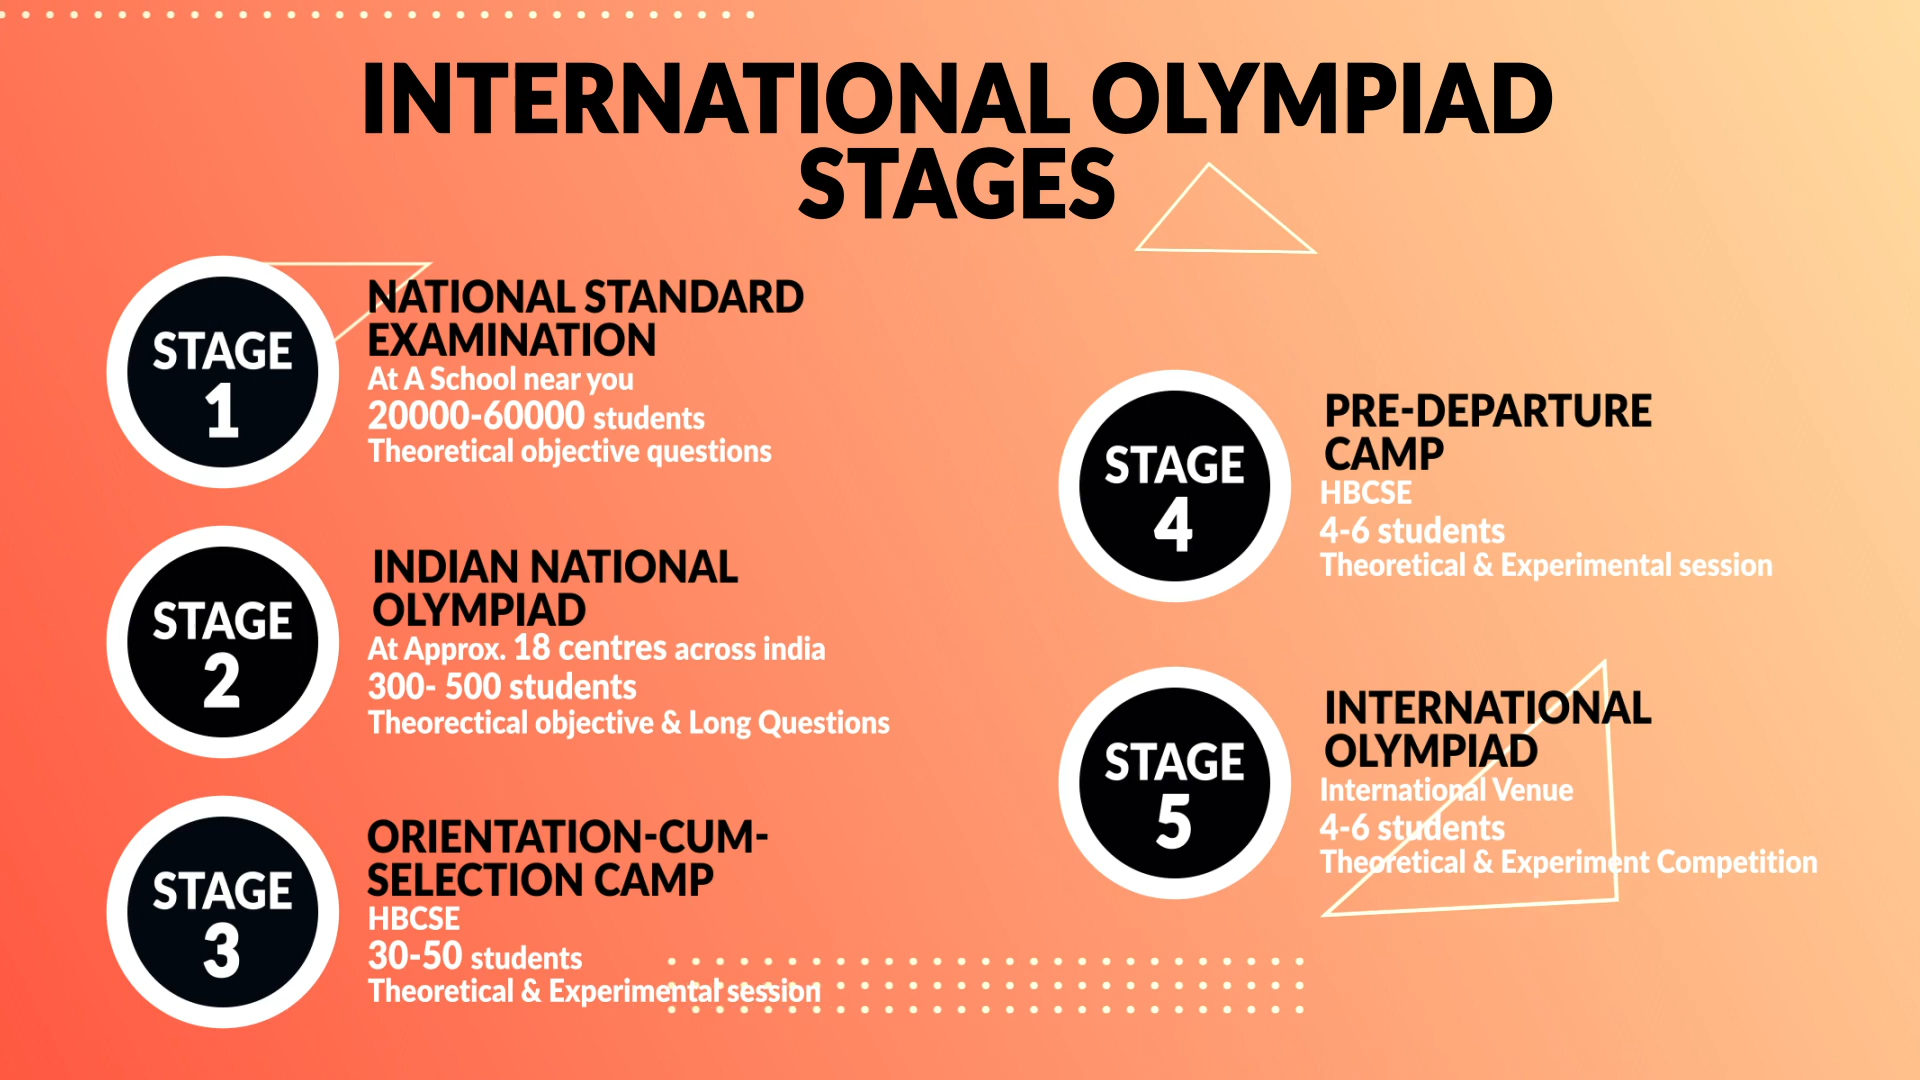 INTERNATIONAL OLYMPIAD
STAGES
STAGE
1
NATIONAL STANDARD
EXAMINATION
At A School near you
20000-60000 students
Theoretical objective questions
STAGE
2
INDIAN NATIONAL
OLYMPIAD
At Approx. 18 centres across india
300- 500 students
Theorectical objective & Long Questions
STAGE
3
ORIENTATION-CUM-
SELECTION CAMP
HBCSE
30-50 students
Theoretical & Experimental session
STAGE
4
PRE-DEPARTURE
CAMP
HBCSE
4-6 students
Theoretical & Experimental session
STAGE
5
INTERNATIONAL
OLYMPIAD
International Venue
4-6 students
Theoretical & Experiment Competition